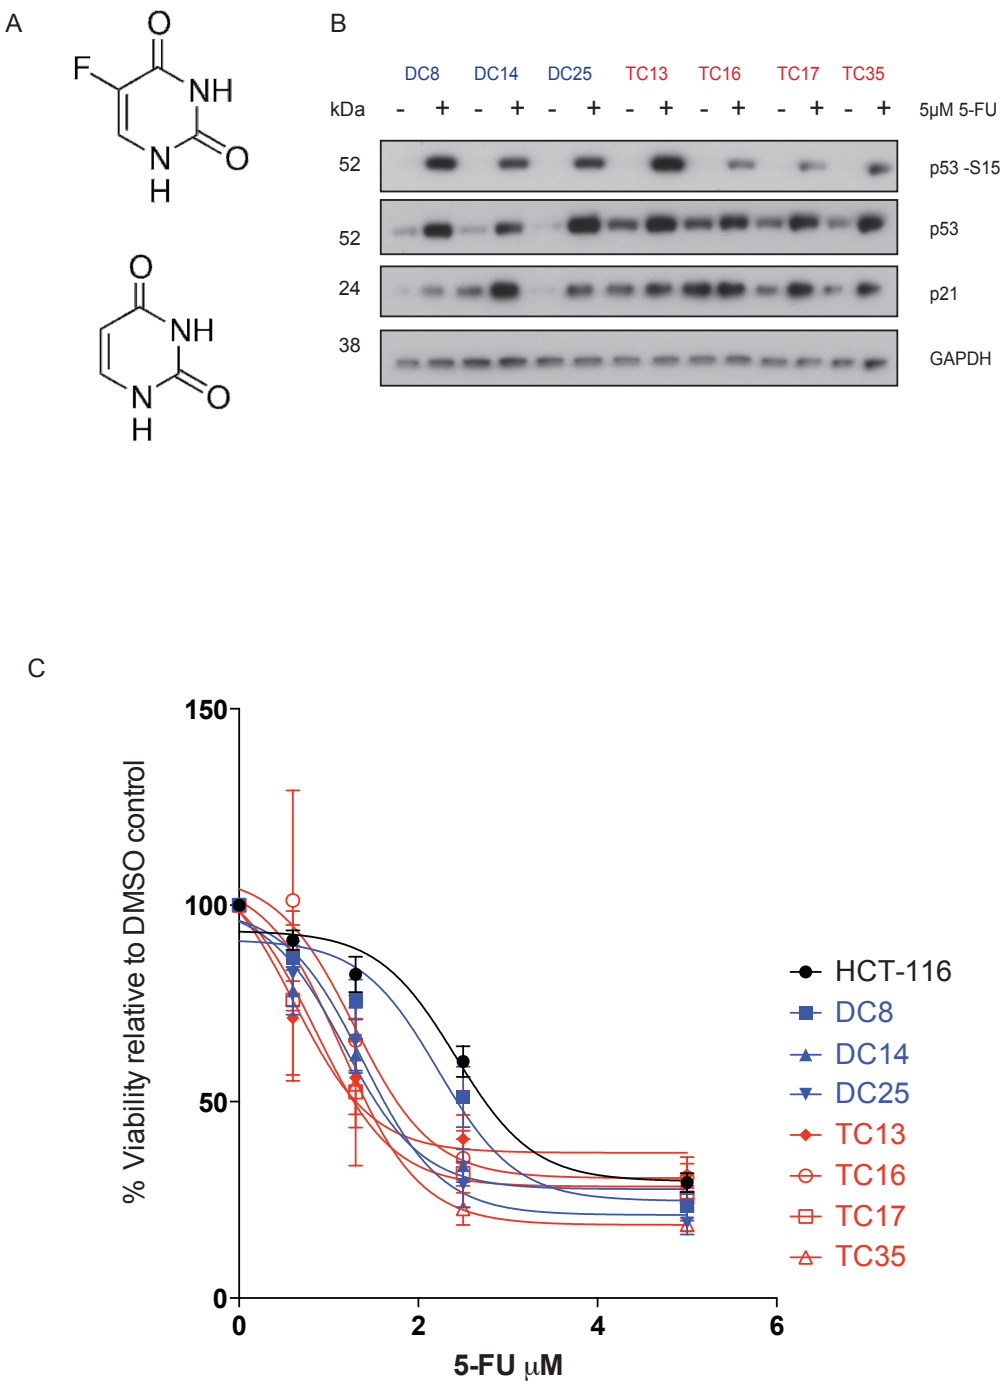 A
O
F
NH
N
H
O
O
NH
N
H
O
B
DC8 DC14 DC25 TC13 TC16 TC17 TC35
kDa - + - + - + - + - + - + - + 5µM 5-FU
52 p53 -S15
52 p53
24 p21
38 GAPDH
C
% Viability relative to DMSO control
150
100
50
0
0 2 4 6
5-FU µM
HCT-116
DC8
DC14
DC25
TC13
TC16
TC17
TC35